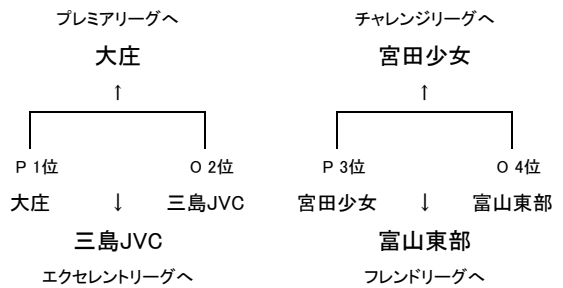 プレミアリーグへ
大庄
↑
P 1位
O 2位
大庄
↓
三島JVC
三島JVC
エクセレントリーグへ
チャレンジリーグへ
宮田少女
↑
P 3位
O 4位
宮田少女
↓
富山東部
富山東部
フレンドリーグへ